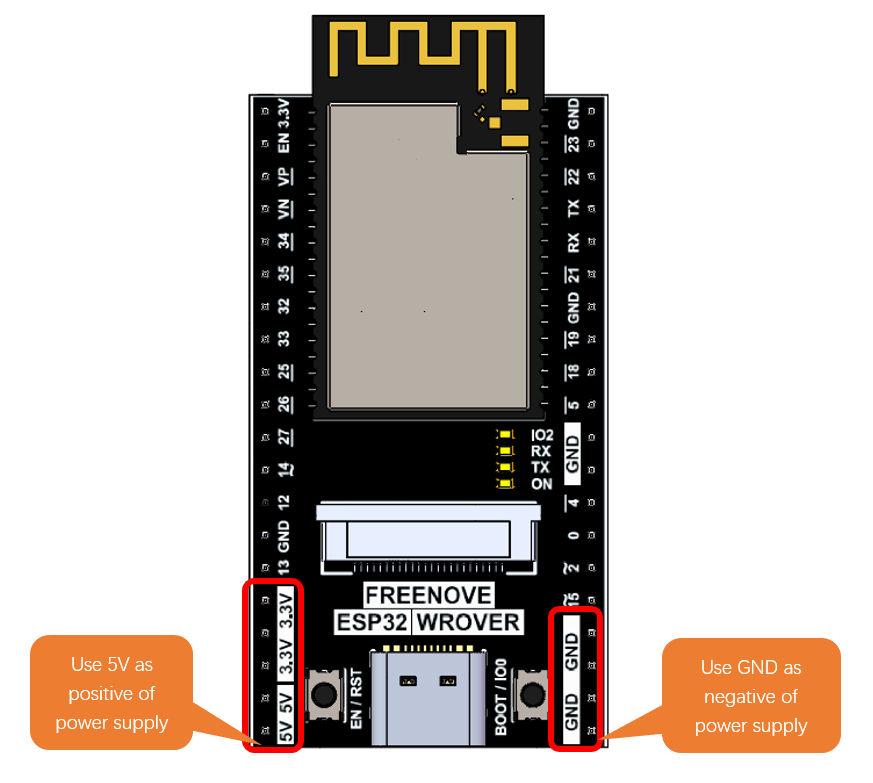 3.3V
EN
VP
VN
34
35
32
33
25
26
27
14
12
GND
13
3.3V
3.3V
5V
5V
GND
23
22
TX
RX
21
GND
19
18
5
GND
4
0
2
15
GND
GND
IO2
RX
TX
ON
FREENOVE
ESP32 WROVER
EN / RST
BOOT / IO0
Use 5V as
positive of
power supply
Use GND as
negative of
power supply